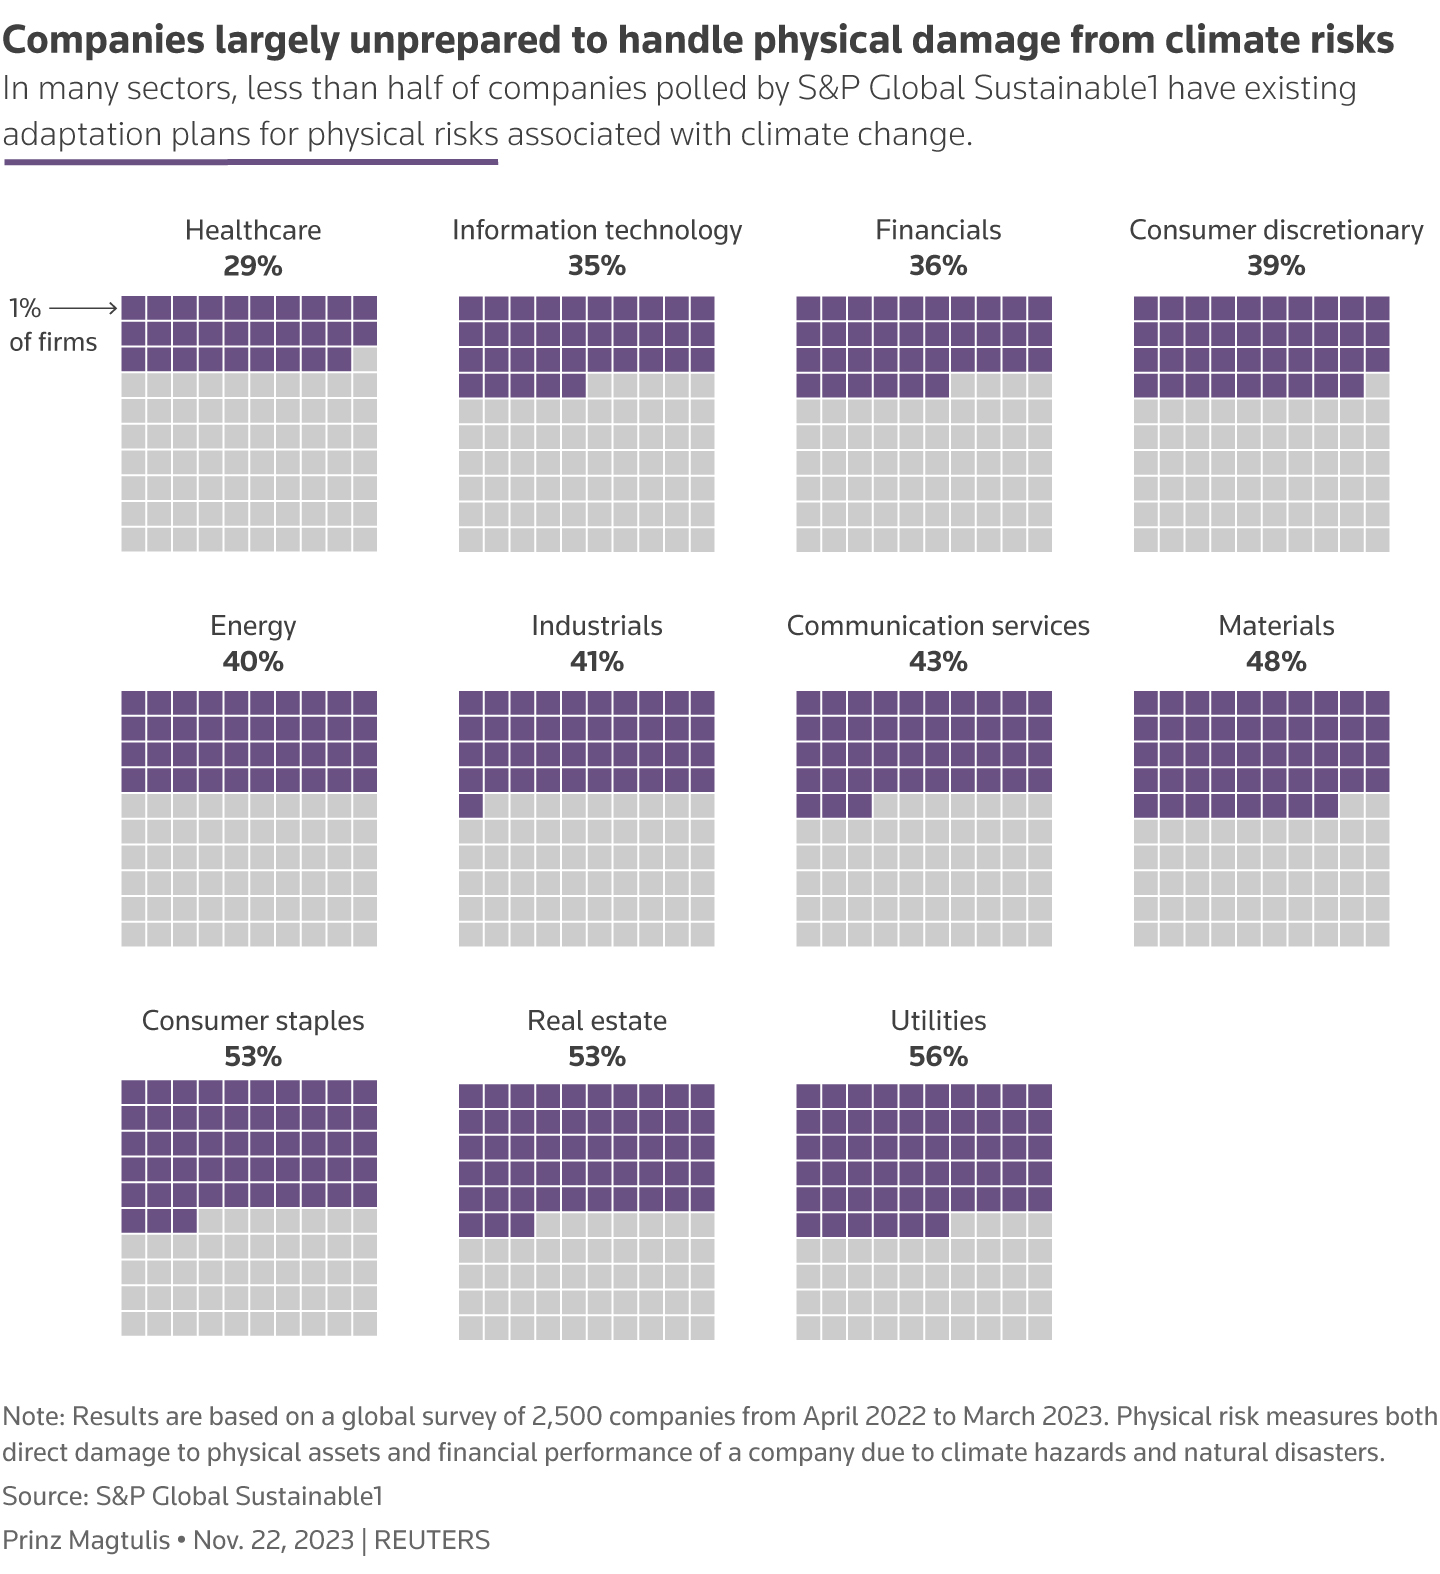 Companies largely unprepared to handle physical damage from climate risks
In many sectors, less than half of companies polled by S&P Global Sustainable1 have existing
adaptation plans for physical risks associated with climate change.
Healthcare
29%
Information technology
35%
Financials
36%
Consumer discretionary
39%
1%
of firms
Energy
40%
Industrials
41%
Communication services
43%
Materials
48%
Consumer staples
53%
Real estate
53%
Utilities
56%
Note: Results are based on a global survey of 2,500 companies from April 2022 to March 2023. Physical risk measures both
direct damage to physical assets and financial performance of a company due to climate hazards and natural disasters.
Source: S&P Global Sustainable1
Prinz Magtulis • Nov. 22, 2023 | REUTERS